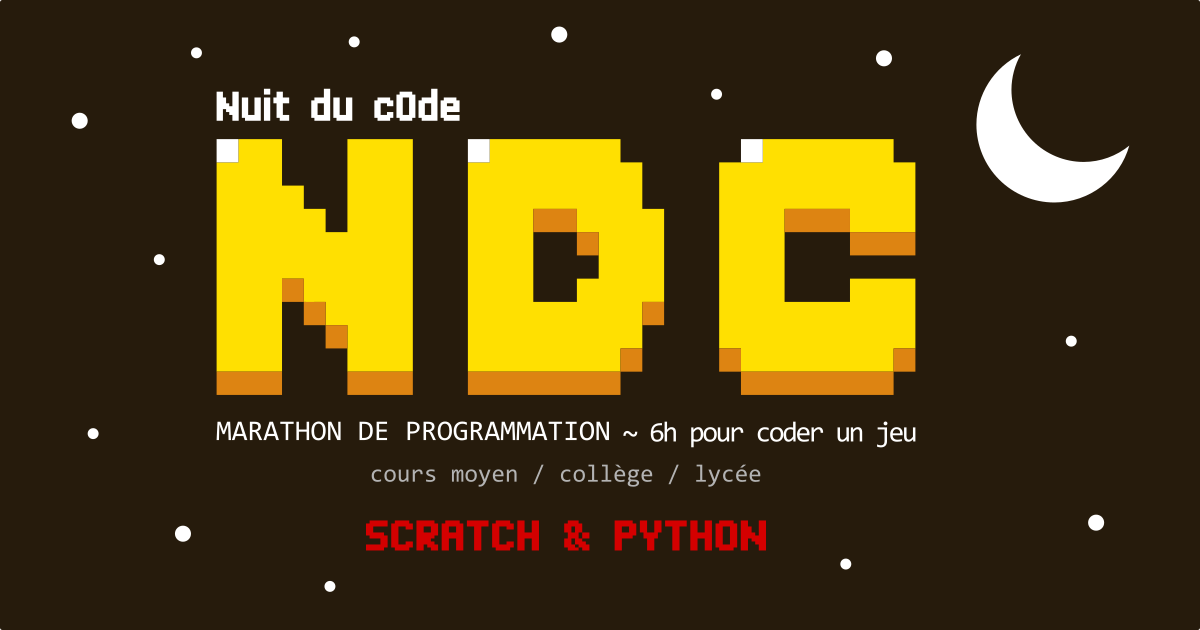 Nuit du c0de
NDC
MARATHON DE PROGRAMMATION ~ 6h pour coder un jeu
cours moyen / collège / lycée
SCRATCH & PYTHON